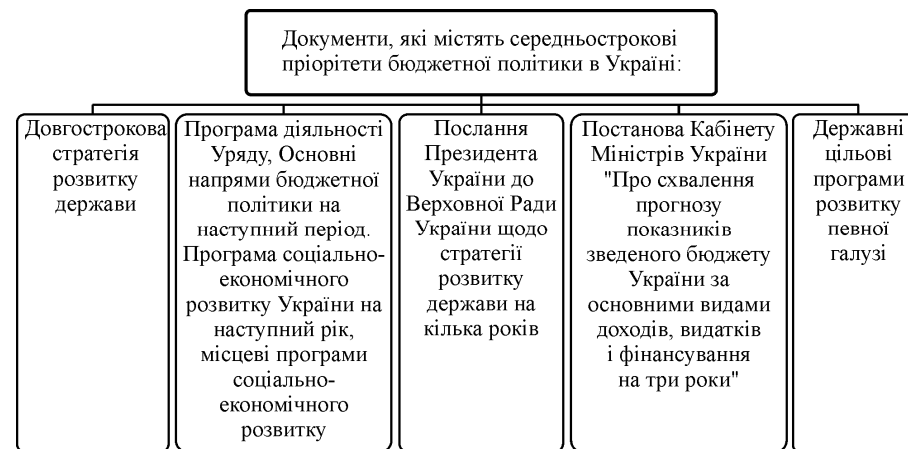 Документи, які містять середньострокові
пріоритети бюджетної політики в Україні:
Довгострокова
стратегія
розвитку
держави
Програма діяльності
Уряду, Основні
напрями бюджетної
політики на
наступний період.
Програма соціально-
економічного
розвитку України на
наступний рік,
місцеві програми
соціально-
економічного
розвитку
Послання
Президента
України до
Верховної Ради
України щодо
стратегії
розвитку
держави на
кілька років
Постанова Кабінету
Міністрів України
"Про схвалення
прогнозу
показників
зведеного бюджету
України за
основними видами
доходів, видатків
і фінансування
на три роки"
Державні
цільові
програми
розвитку
певної
галузі